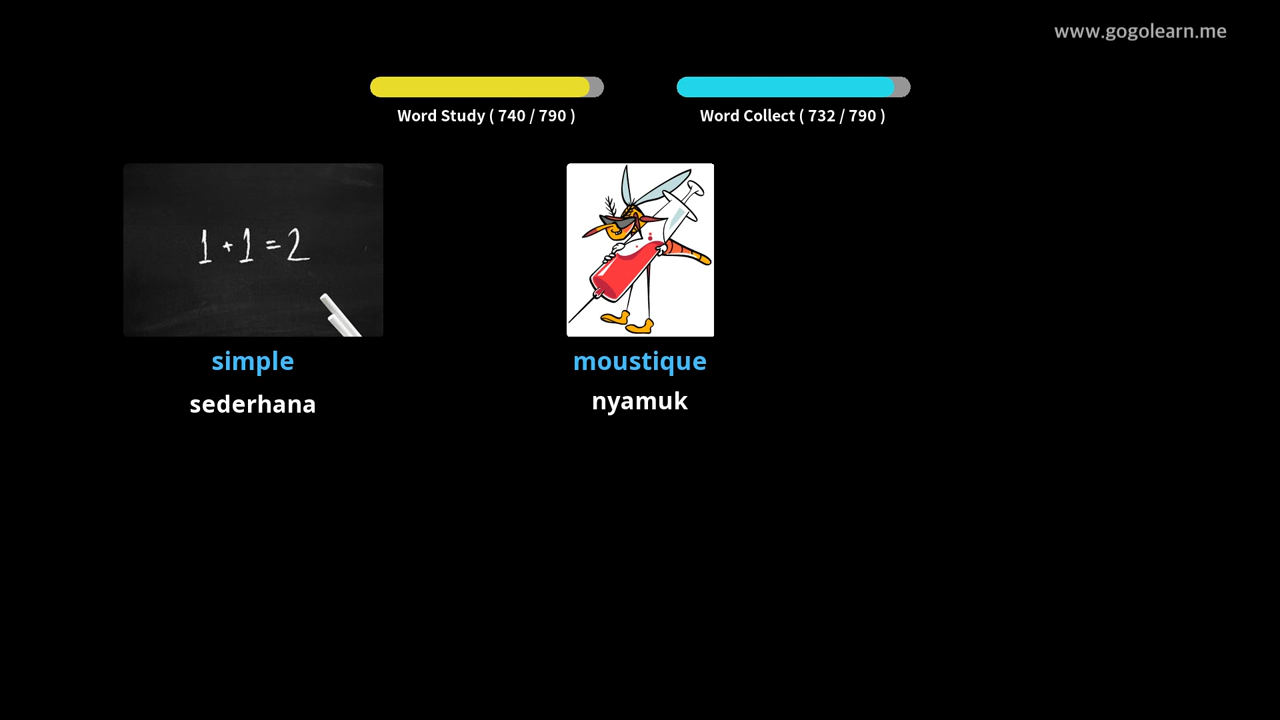 www.gogolearn.me
Word Study ( 740 / 790 )
Word Collect ( 732 / 790 )
1 + 1 = 2
simple
sederhana
moustique
nyamuk